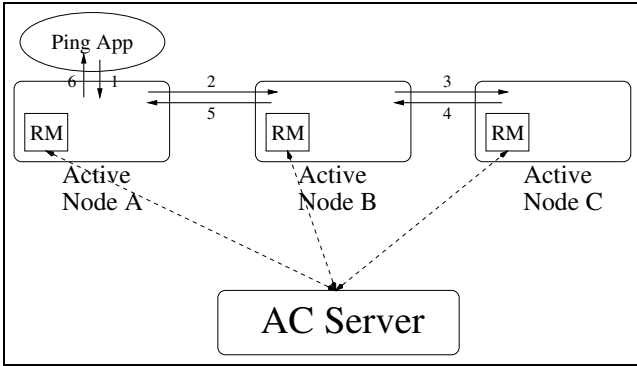 Ping App
6 1 2 3
5 4
RM RM RM
Active Active Active
Node A Node B Node C
AC Server